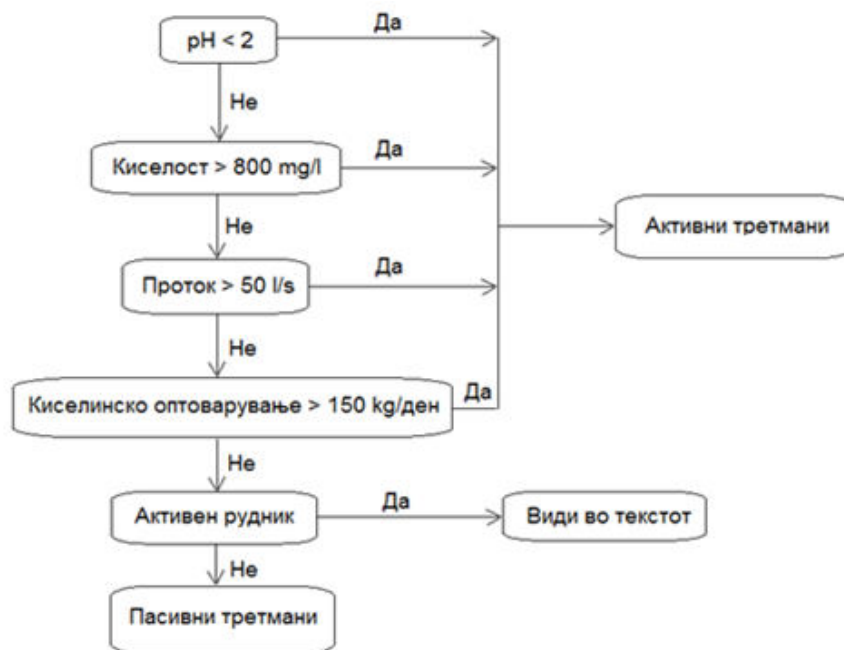 pH < 2
Да
Не
Киселост > 800 mg/l
Да
Не
Активни третмани
Проток > 50 l/s
Да
Не
Киселинско оптоварување > 150 kg/ден
Да
Не
Активен рудник
Да
Види во текстот
Не
Пасивни третмани